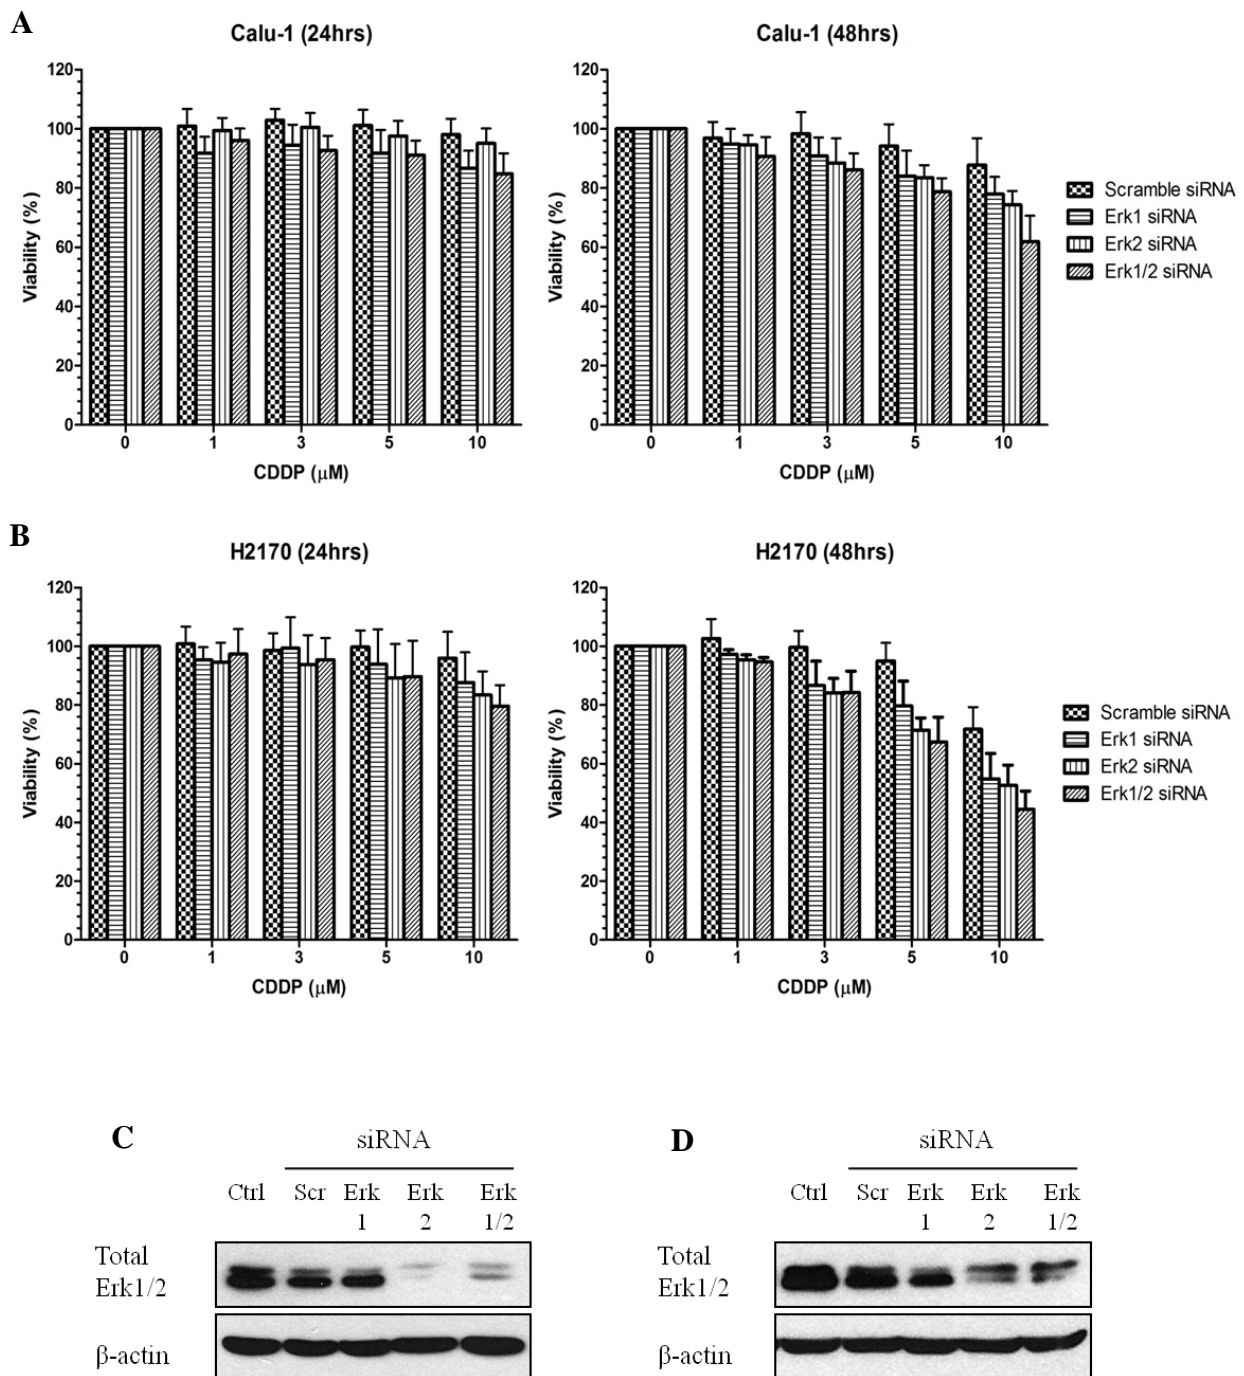 A
Calu-1 (24hrs)
Viability (%)
120
100
80
60
40
20
0
0 1 3 5 10
CDDP (μM)
Calu-1 (48hrs)
Viability (%)
120
100
80
60
40
20
0
0 1 3 5 10
CDDP (μM)
Scramble siRNA
Erk1 siRNA
Erk2 siRNA
Erk1/2 siRNA
B
H2170 (24hrs)
Viability (%)
120
100
80
60
40
20
0
0 1 3 5 10
CDDP (μM)
H2170 (48hrs)
Viability (%)
120
100
80
60
40
20
0
0 1 3 5 10
CDDP (μM)
Scramble siRNA
Erk1 siRNA
Erk2 siRNA
Erk1/2 siRNA
C
siRNA
Ctrl Scr Erk Erk Erk
1 2 1/2
Total
Erk1/2
β-actin
D
siRNA
Ctrl Scr Erk Erk Erk
1 2 1/2
Total
Erk1/2
β-actin